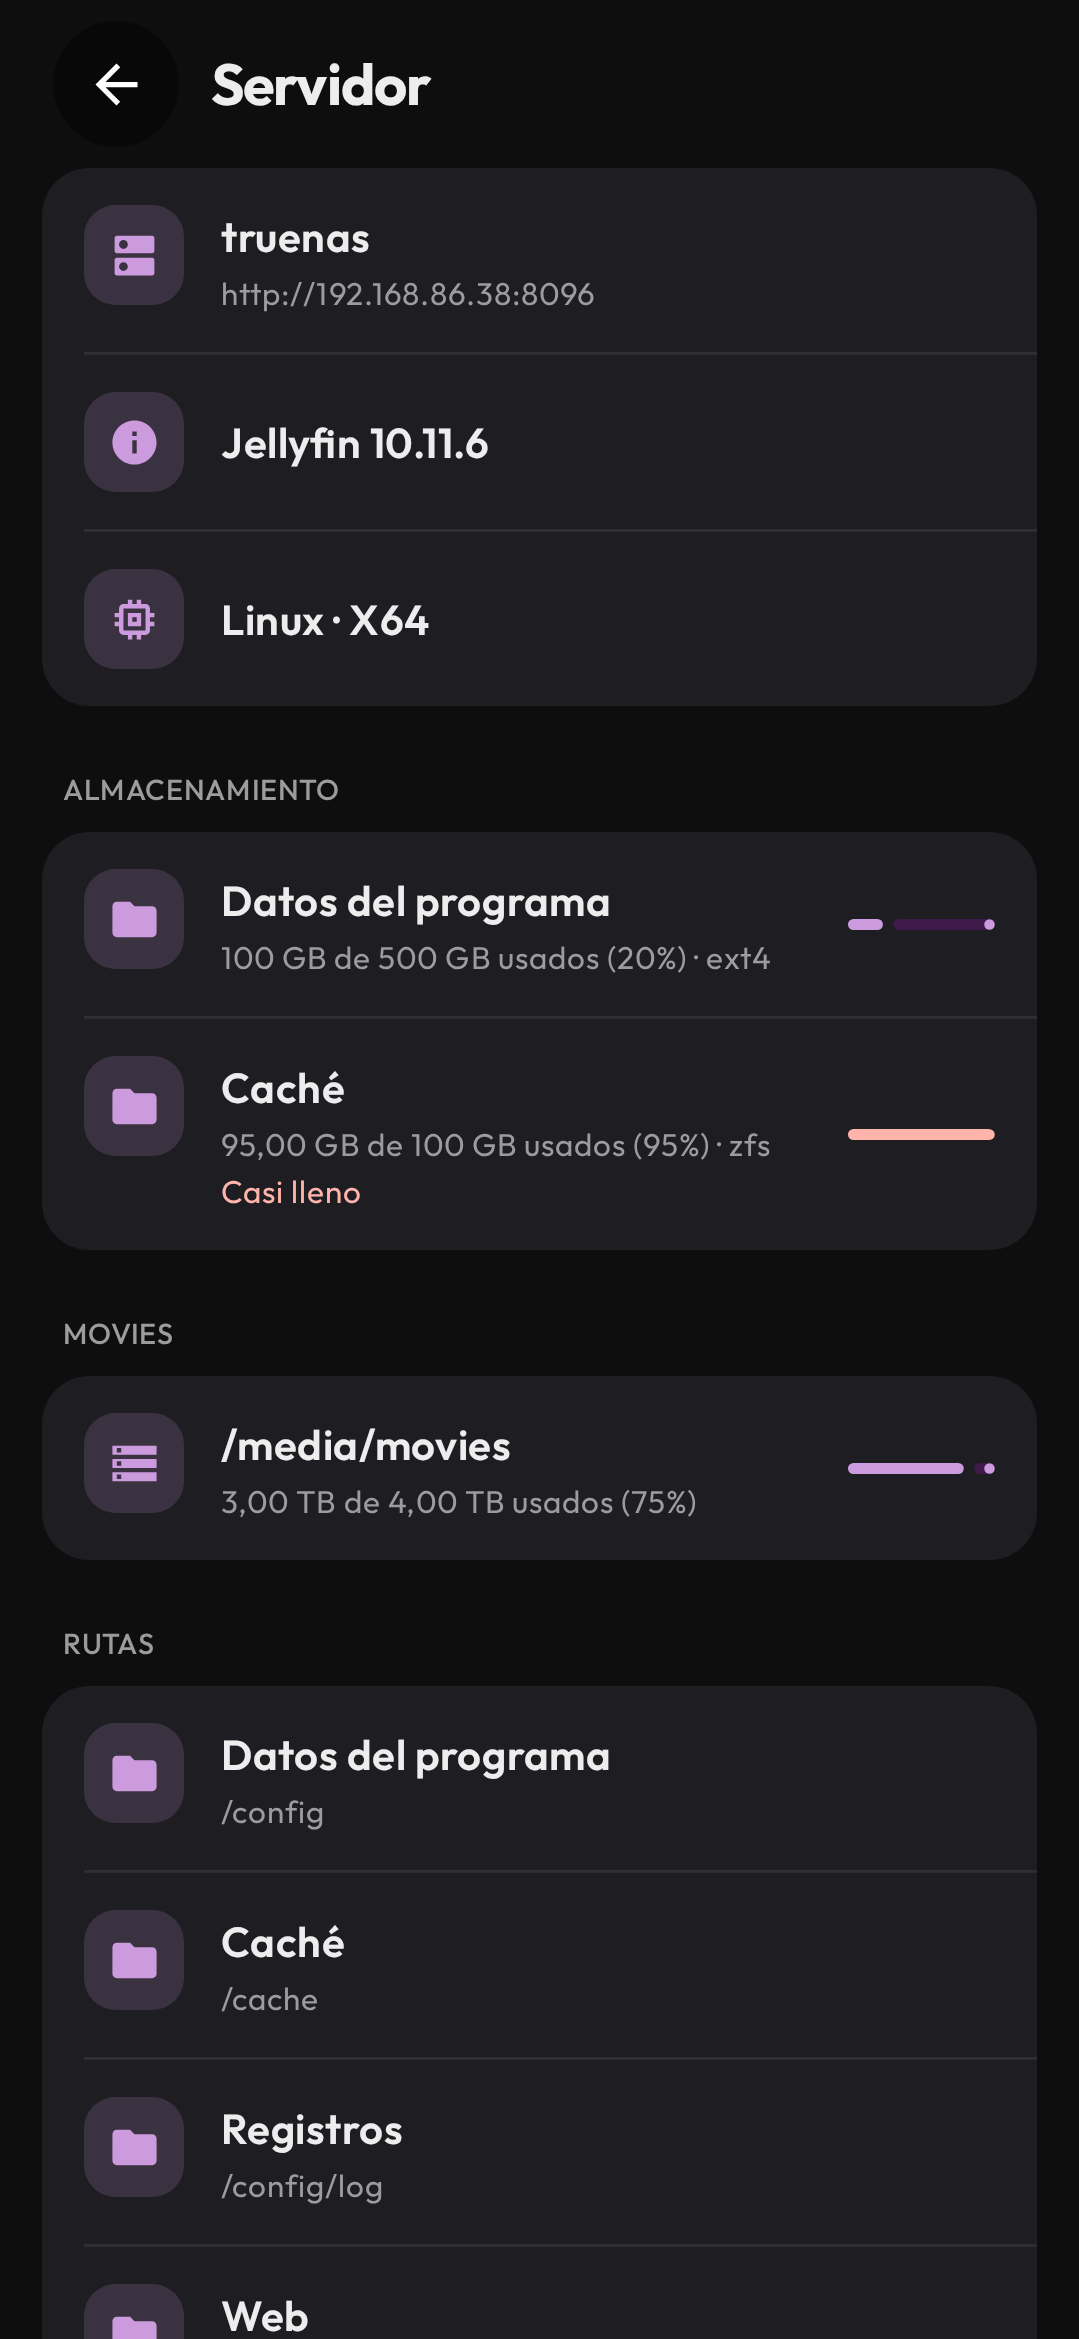 Servidor
truenas
http://192.168.86.38:8096
Jellyfin 10.11.6
Linux · X64
ALMACENAMIENTO
Datos del programa
100 GB de 500 GB usados (20%) · ext4
Caché
95,00 GB de 100 GB usados (95%) · zfs
Casi lleno
MOVIES
/media/movies
3,00 TB de 4,00 TB usados (75%)
RUTAS
Datos del programa
/config
Caché
/cache
Registros
/config/log
Web